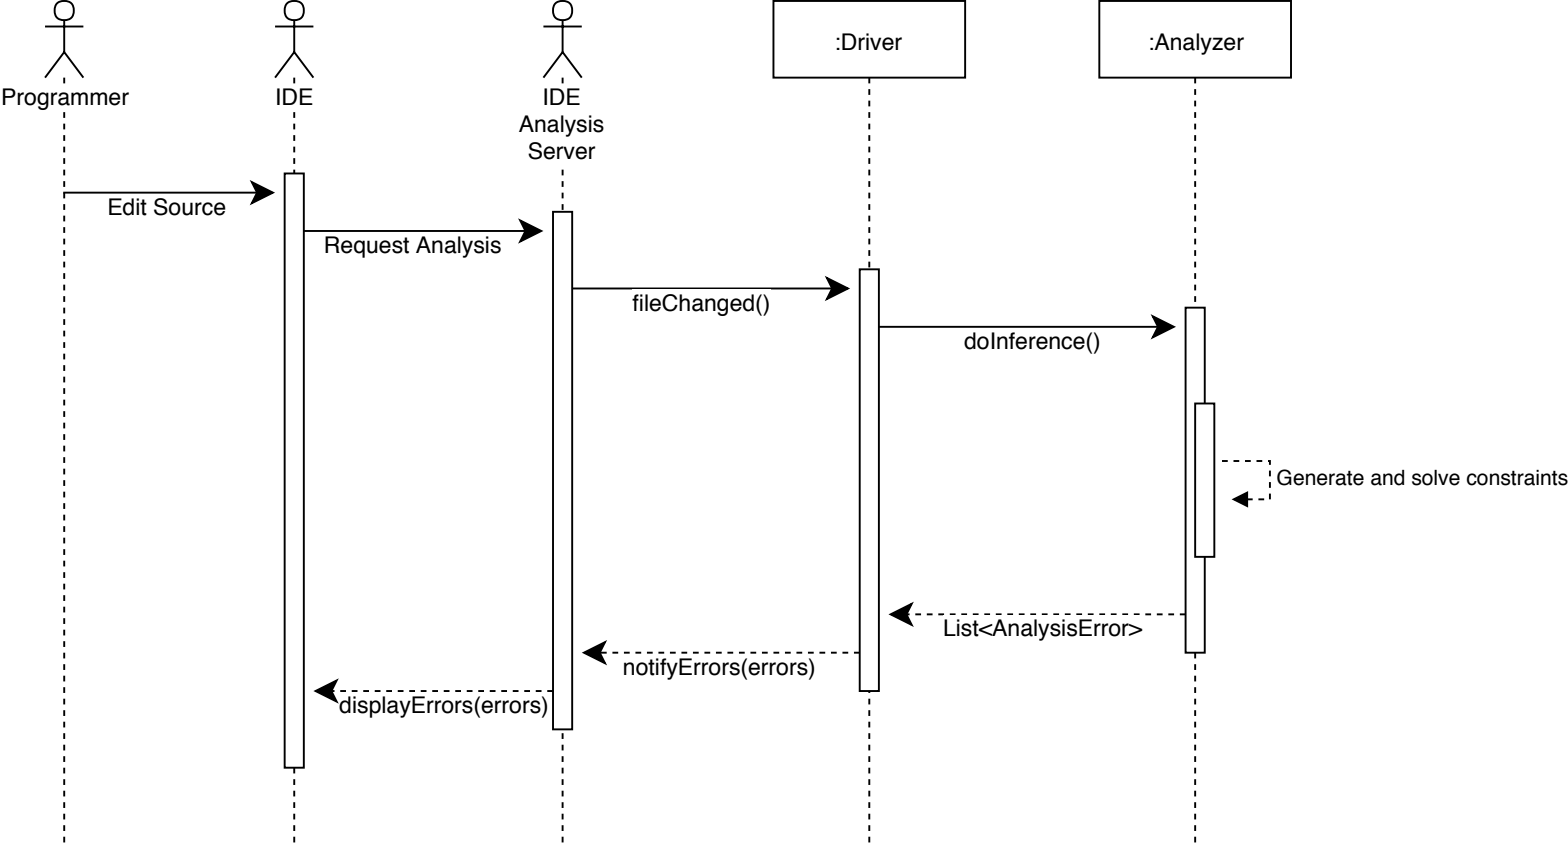 :Driver
:Analyzer
Programmer
IDE
IDE
Analysis
Server
Edit Source
Request Analysis
fileChanged()
doInference()
Generate and solve constraints
List<AnalysisError>
notifyErrors(errors)
displayErrors(errors)